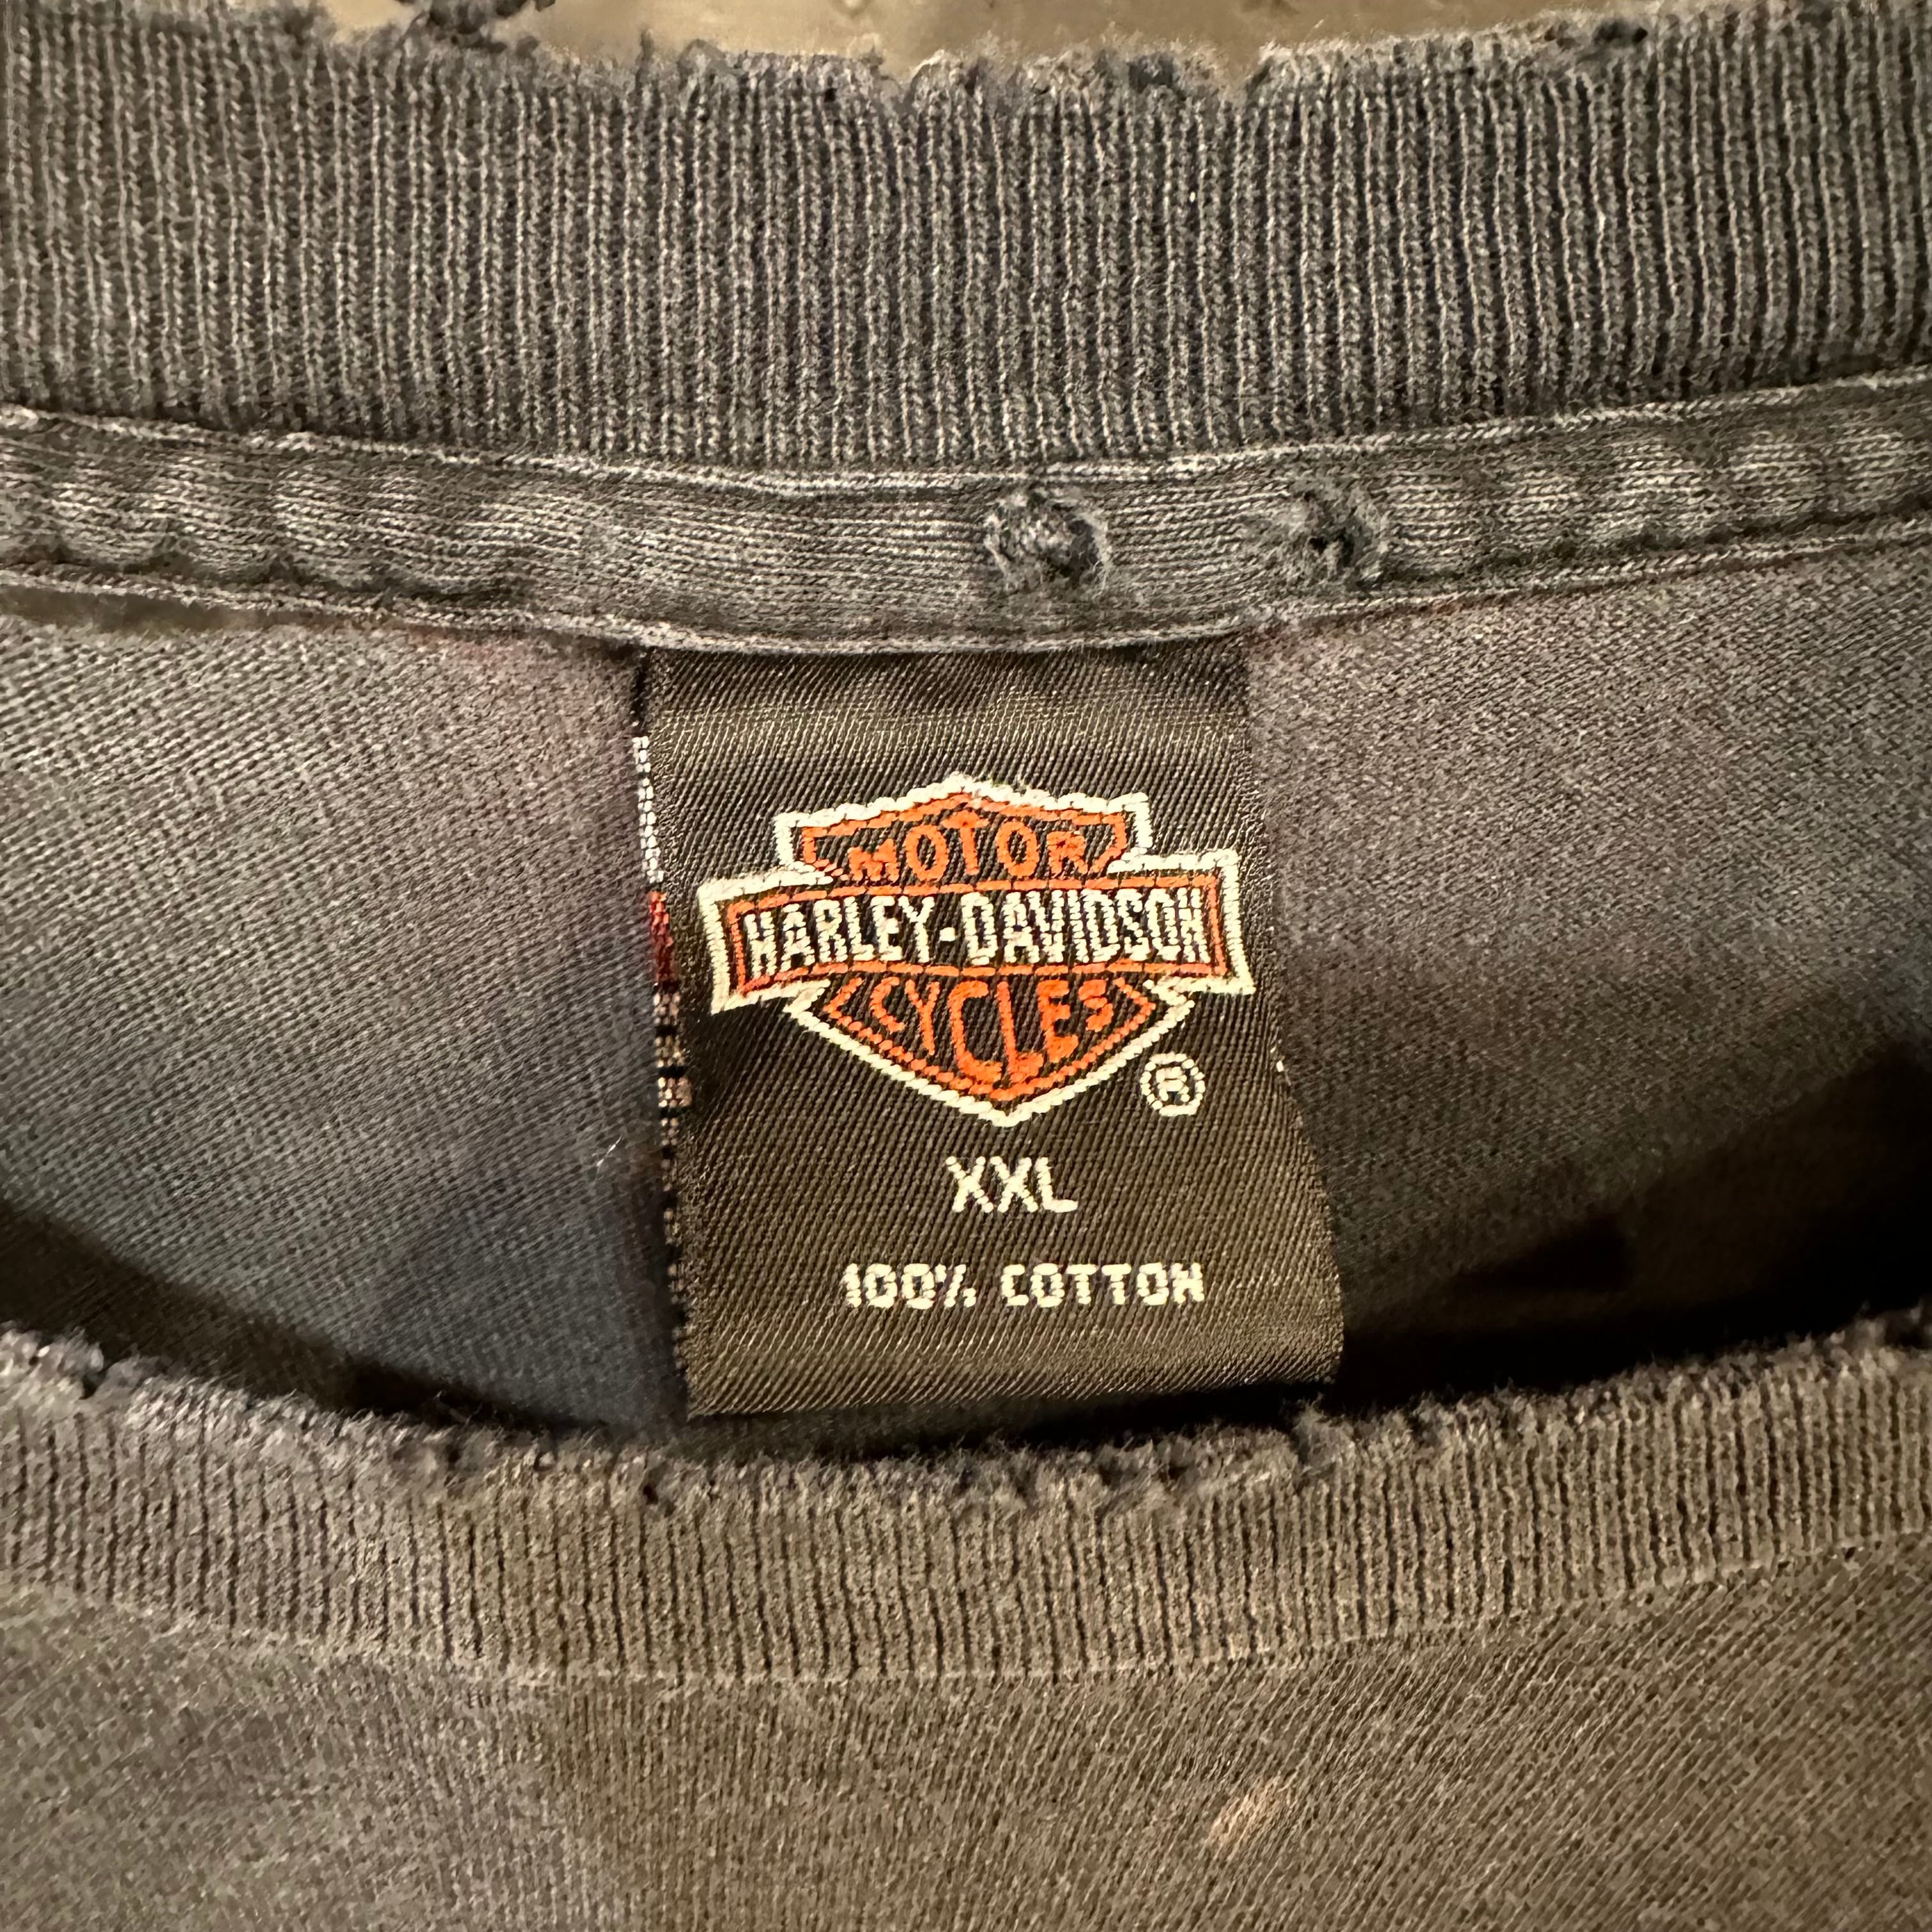 MOTOR
HARLEY-DAVIDSON
CYCLES
®
XXL
100% COTTON